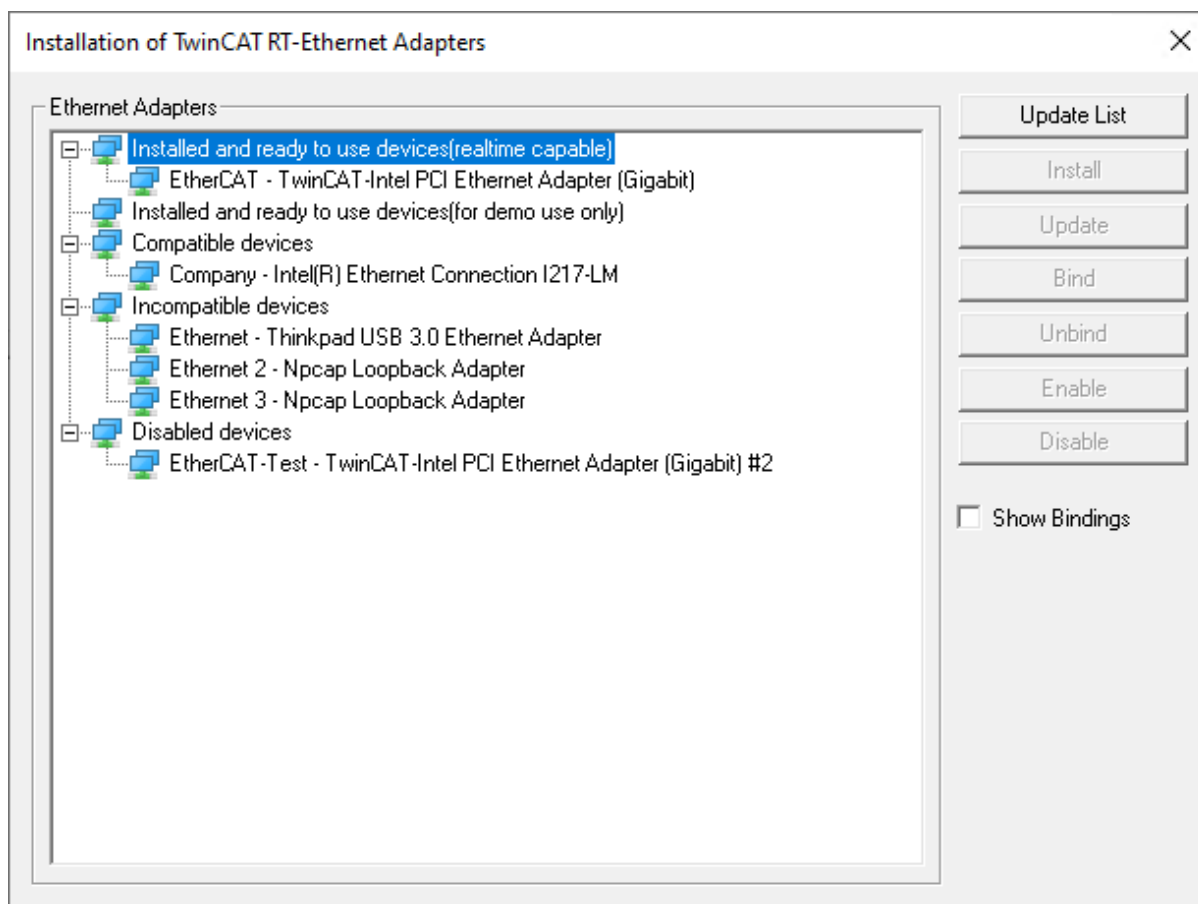 Installation of TwinCAT RT-Ethernet Adapters
Ethernet Adapters
Installed and ready to use devices(realtime capable)
EtherCAT - TwinCAT-Intel PCI Ethernet Adapter (Gigabit)
Installed and ready to use devices(for demo use only)
Compatible devices
Company - Intel(R) Ethernet Connection I217-LM
Incompatible devices
Ethernet - Thinkpad USB 3.0 Ethernet Adapter
Ethernet 2 - Npcap Loopback Adapter
Ethernet 3 - Npcap Loopback Adapter
Disabled devices
EtherCAT-Test - TwinCAT-Intel PCI Ethernet Adapter (Gigabit) #2
Update List
Install
Update
Bind
Unbind
Enable
Disable
Show Bindings